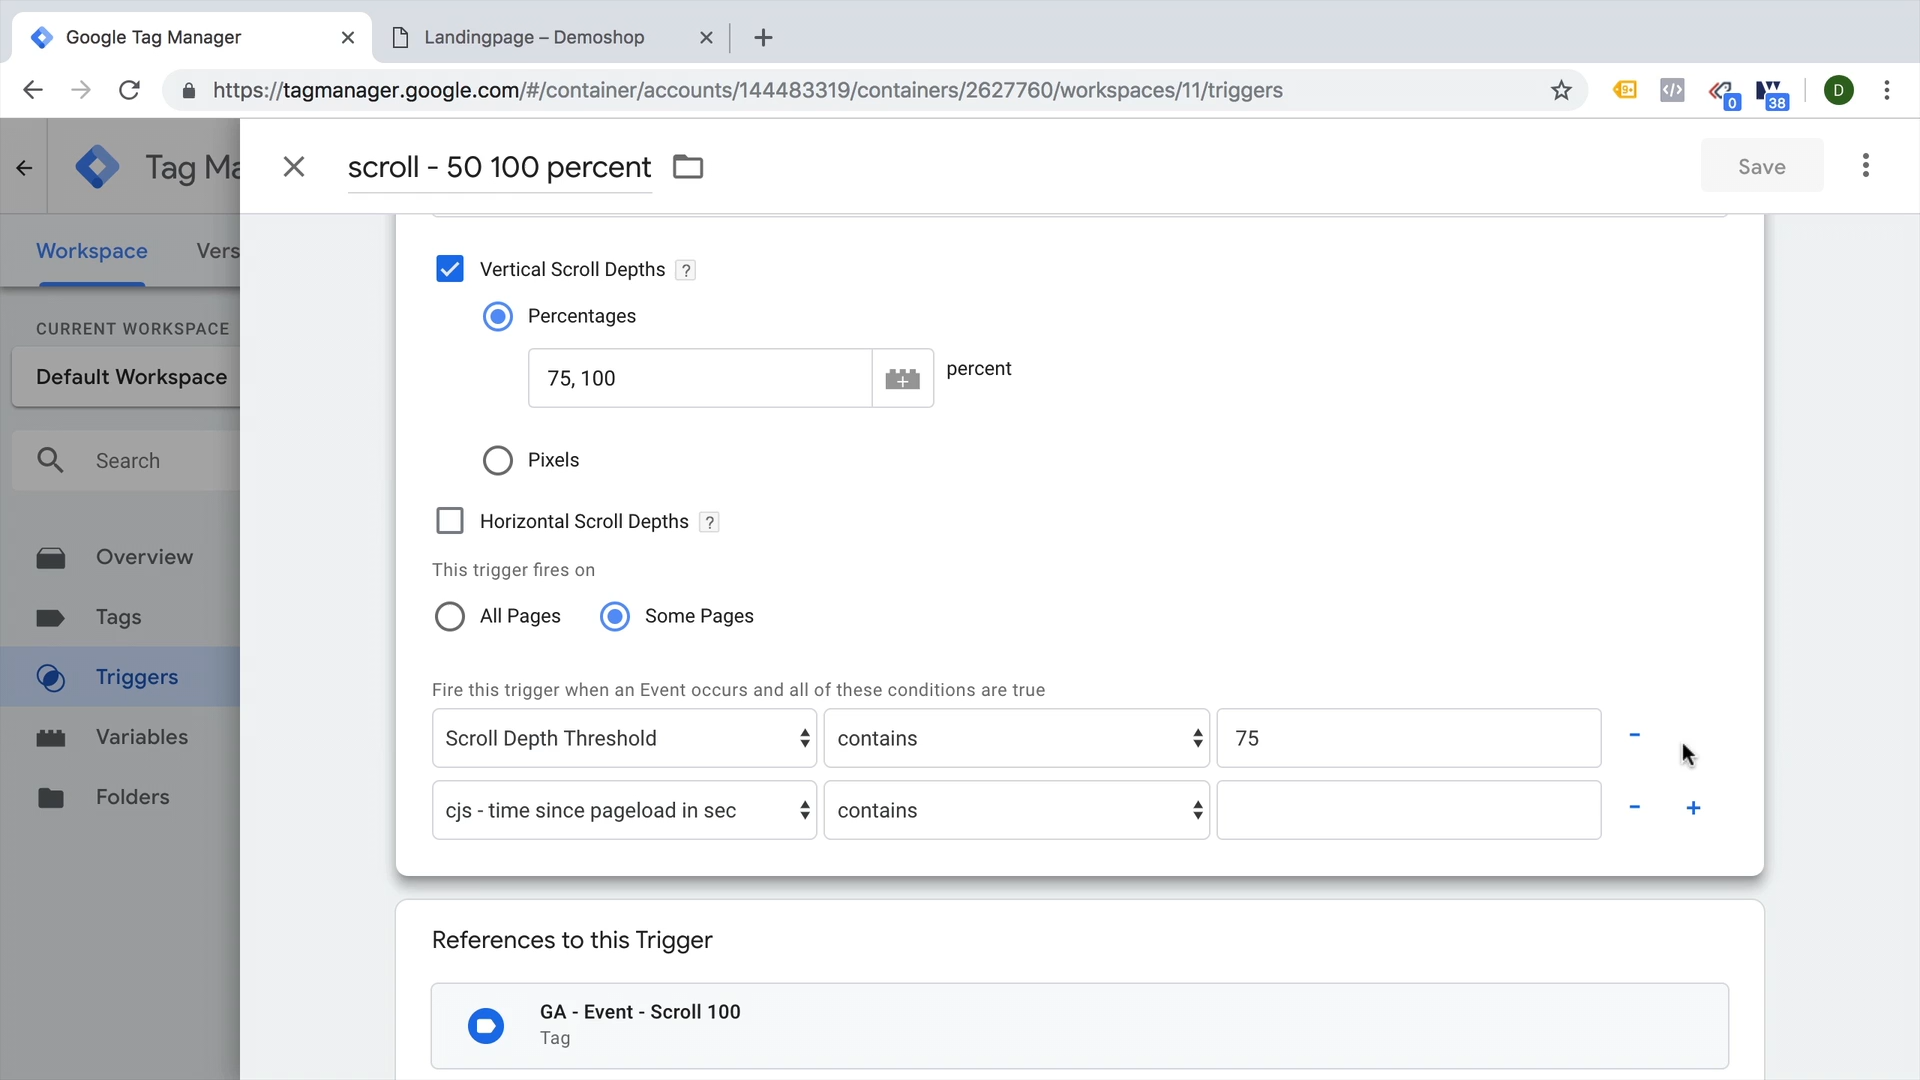 Google Tag Manager
Landingpage – Demoshop
https://tagmanager.google.com/#/container/accounts/144483319/containers/2627760/workspaces/11/triggers
9+
0
38
D
Tag Ma
scroll - 50 100 percent
Save
Workspace
Vers
CURRENT WORKSPACE
Default Workspace
Search
Overview
Tags
Triggers
Variables
Folders
Vertical Scroll Depths ?
Percentages
75, 100
percent
Pixels
Horizontal Scroll Depths ?
This trigger fires on
All Pages
Some Pages
Fire this trigger when an Event occurs and all of these conditions are true
Scroll Depth Threshold
contains
75
-
cjs - time since pageload in sec
contains
- +
References to this Trigger
GA - Event - Scroll 100
Tag